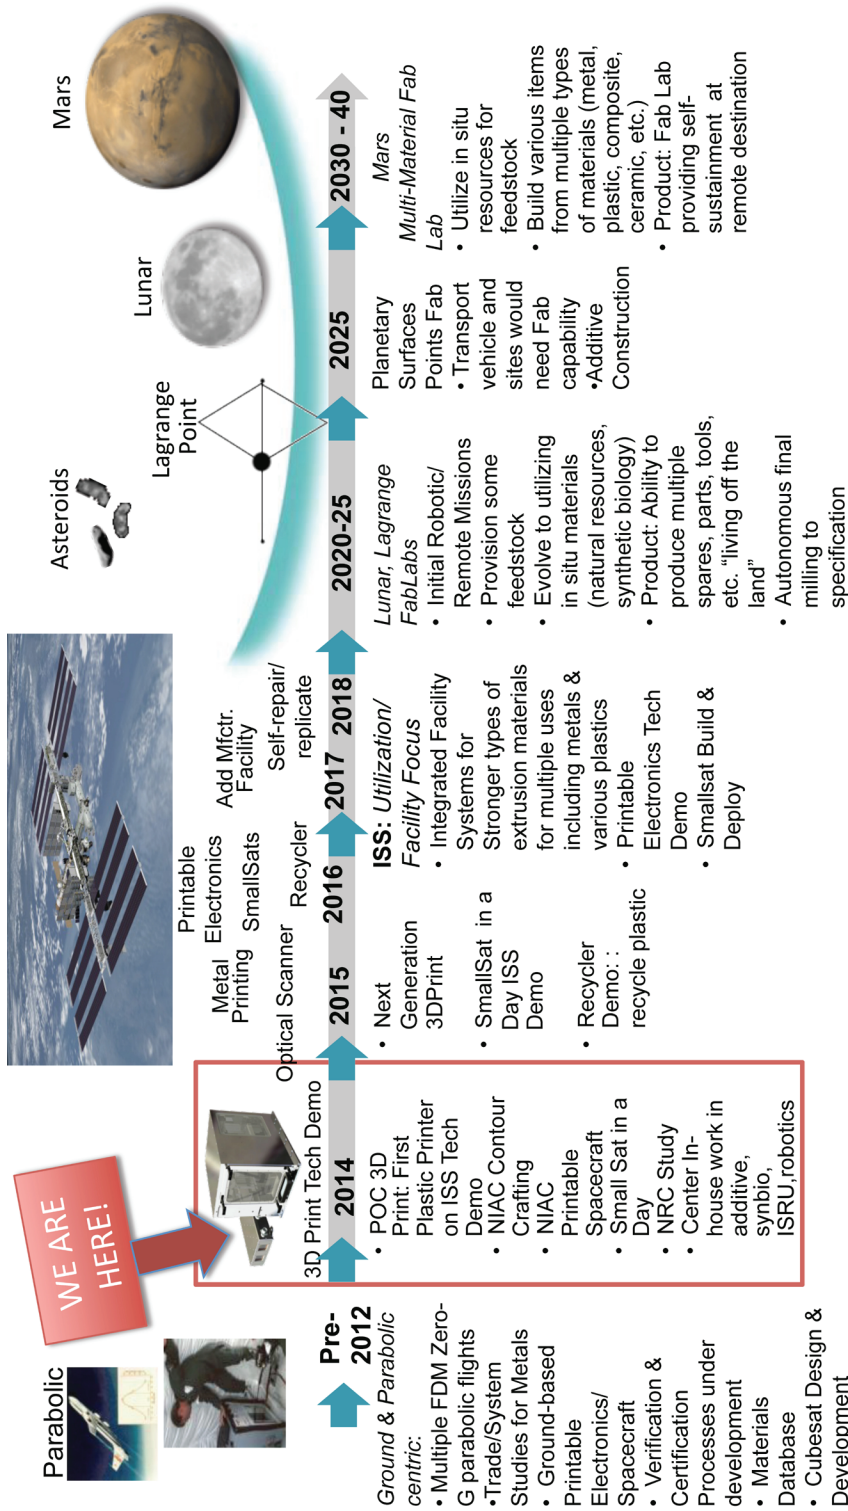 Parabolic
WE ARE
HERE!
3D Print Tech Demo
Optical Scanner
Metal
Printing
Printable
Electronics
SmallSats
Recycler
Add Mfctr.
Facility
Self-repair/
replicate
Asteroids
Lagrange
Point
Lunar
Mars
Pre-
2012
2014
2015
2016
2017
2018
2020-25
2025
2030 - 40
Ground & Parabolic
centric:
• Multiple FDM Zero-
G parabolic flights
•Trade/System
Studies for Metals
• Ground-based
Printable
Electronics/
Spacecraft
• Verification &
Certification
Processes under
development
• Materials
Database
• Cubesat Design &
Development
• POC 3D
Print: First
Plastic Printer
on ISS Tech
Demo
• NIAC Contour
Crafting
• NIAC
Printable
Spacecraft
• Small Sat in a
Day
• NRC Study
• Center In-
house work in
additive,
synbio,
ISRU,robotics
• Next
Generation
3DPrint
• SmallSat in a
Day ISS
Demo
• Recycler
Demo: :
recycle plastic
ISS: Utilization/
Facility Focus
• Integrated Facility
Systems for
Stronger types of
extrusion materials
for multiple uses
including metals &
various plastics
• Printable
Electronics Tech
Demo
• Smallsat Build &
Deploy
Lunar, Lagrange
FabLabs
• Initial Robotic/
Remote Missions
• Provision some
feedstock
• Evolve to utilizing
in situ materials
(natural resources,
synthetic biology)
• Product: Ability to
produce multiple
spares, parts, tools,
etc. “living off the
land”
• Autonomous final
milling to
specification
Planetary
Surfaces
Points Fab
• Transport
vehicle and
sites would
need Fab
capability
•Additive
Construction
Mars
Multi-Material Fab
Lab
• Utilize in situ
resources for
feedstock
• Build various items
from multiple types
of materials (metal,
plastic, composite,
ceramic, etc.)
• Product: Fab Lab
providing self-
sustainment at
remote destination